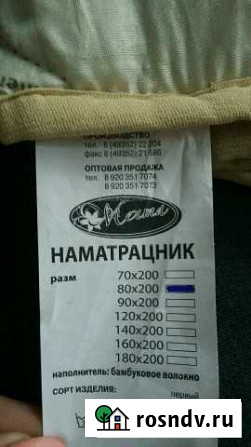 ПРОИЗВОДСТВО
тел. 8 (49352) 22 204
факс 8 (49352) 21 586
ОПТОВАЯ ПРОДАЖА
тел. 8 920 351 7074
8 920 351 7073
НАМАТРАЦНИК
разм 70х200
80х200
90х200
120х200
140х200
160х200
180х200
наполнитель: бамбуковое волокно
СОРТ ИЗДЕЛИЯ: первый
rosndv.ru